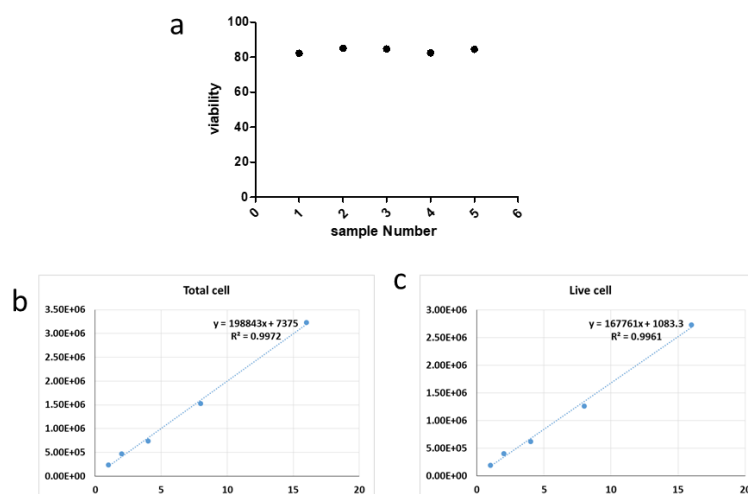 a
100
80
60
40
20
0
viability
0 1 2 3 4 5 6
sample Number
b
Total cell
3.50E+06
3.00E+06
2.50E+06
2.00E+06
1.50E+06
1.00E+06
5.00E+05
0.00E+00
y = 198843x + 7375
R² = 0.9972
0 5 10 15 20
c
Live cell
3.00E+06
2.50E+06
2.00E+06
1.50E+06
1.00E+06
5.00E+05
0.00E+00
y = 167761x + 1083.3
R² = 0.9961
0 5 10 15 20